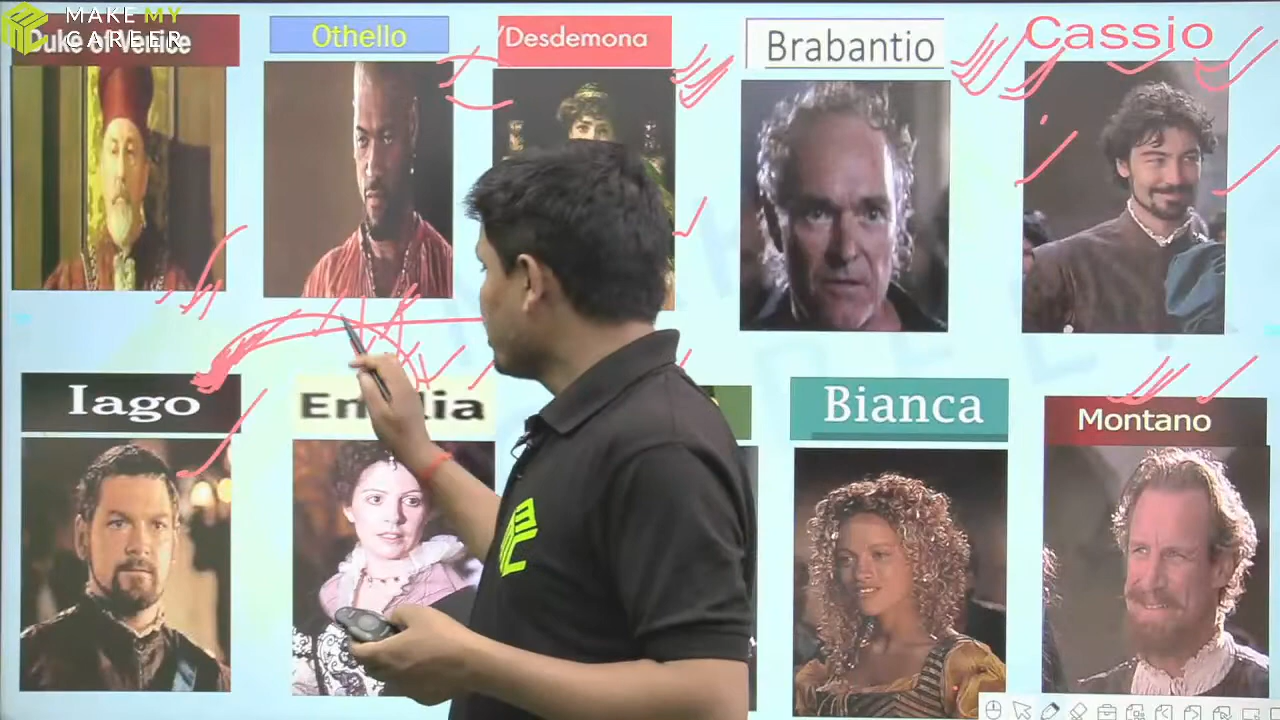 MAKE MY
CAREER
Duke of Venice
Othello
/Desdemona
Brabantio
Cassio
Iago
Emilia
Bianca
Montano